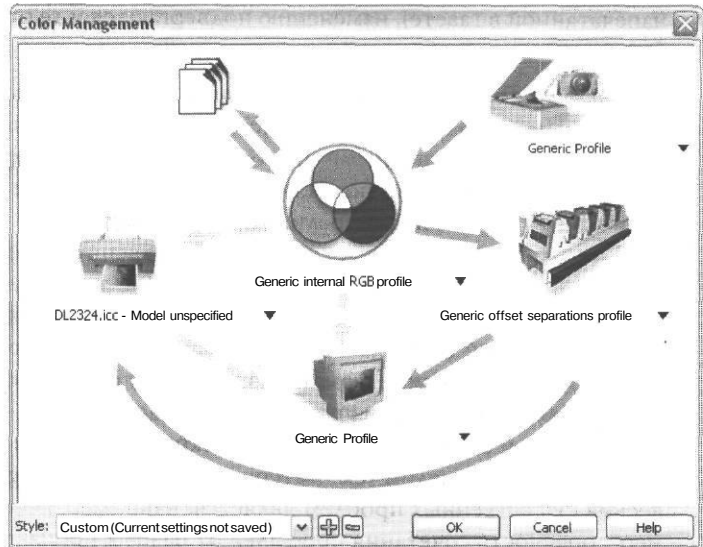 Color Management
Generic Profile
Generic internal RGB profile
DL2324.icc - Model unspecified
Generic offset separations profile
Generic Profile
Style: Custom (Current settings not saved) OK Cancel Help